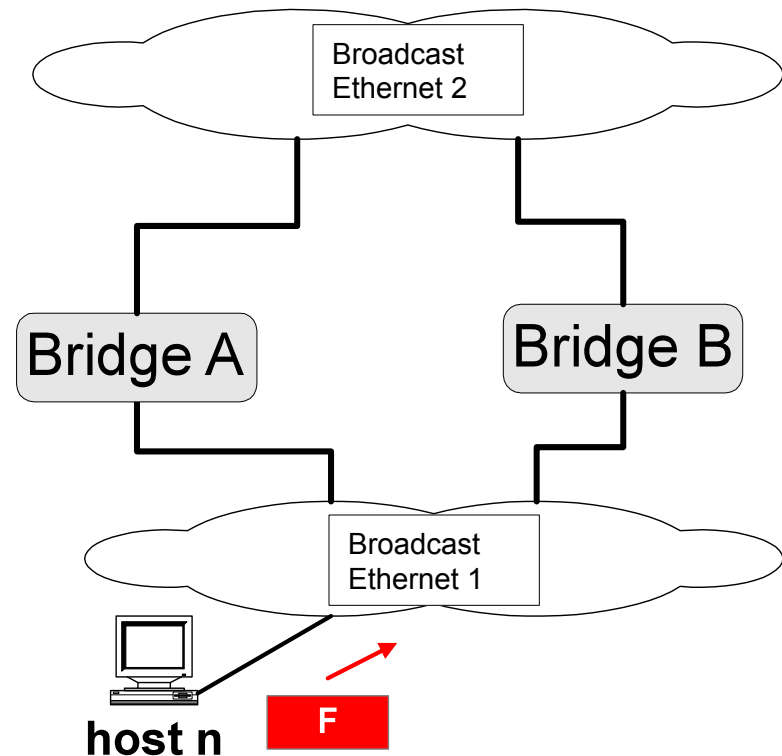 Broadcast
Ethernet 2
Bridge A
Bridge B
Broadcast
Ethernet 1
F
host n